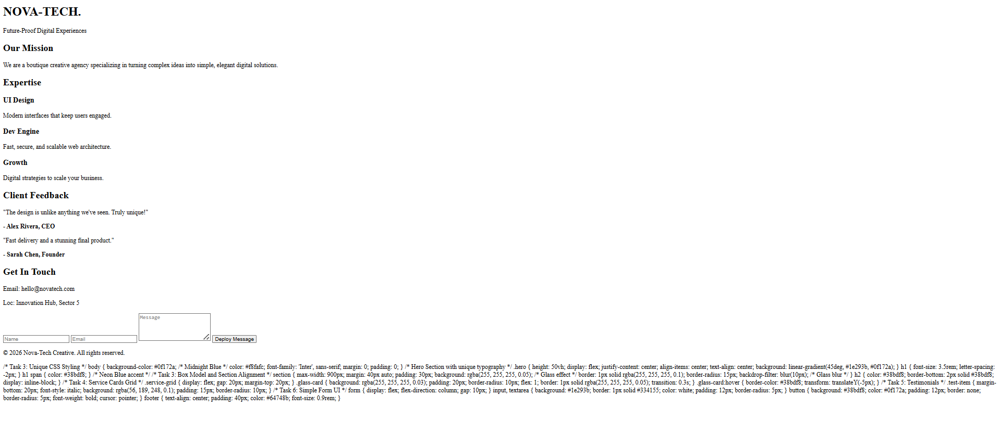 NOVA-TECH.
Future-Proof Digital Experiences
Our Mission
We are a boutique creative agency specializing in turning complex ideas into simple, elegant digital solutions.
Expertise
UI Design
Modern interfaces that keep users engaged.
Dev Engine
Fast, secure, and scalable web architecture.
Growth
Digital strategies to scale your business.
Client Feedback
"The design is unlike anything we've seen. Truly unique!"
- Alex Rivera, CEO
"Fast delivery and a stunning final product."
- Sarah Chen, Founder
Get In Touch
Email: hello@novatech.com
Loc: Innovation Hub, Sector 5
Message
Name Email Deploy Message
© 2026 Nova-Tech Creative. All rights reserved.
/* Task 3: Unique CSS Styling */ body { background-color: #0f172a; /* Midnight Blue */ color: #f8fafc; font-family: 'Inter', sans-serif; margin: 0; padding: 0; } /* Hero Section with unique typography */ .hero { height: 50vh; display: flex; justify-content: center; align-items: center; text-align: center; background: linear-gradient(45deg, #1e293b, #0f172a); } h1 { font-size: 3.5rem; letter-spacing:
-2px; } h1 span { color: #38bdf8; } /* Neon Blue accent */ /* Task 3: Box Model and Section Alignment */ section { max-width: 900px; margin: 40px auto; padding: 30px; background: rgba(255, 255, 255, 0.05); /* Glass effect */ border: 1px solid rgba(255, 255, 255, 0.1); border-radius: 15px; backdrop-filter: blur(10px); /* Glass blur */ } h2 { color: #38bdf8; border-bottom: 2px solid #38bdf8;
display: inline-block; } /* Task 4: Service Cards Grid */ .service-grid { display: flex; gap: 20px; margin-top: 20px; } .glass-card { background: rgba(255, 255, 255, 0.03); padding: 20px; border-radius: 10px; flex: 1; border: 1px solid rgba(255, 255, 255, 0.05); transition: 0.3s; } .glass-card:hover { border-color: #38bdf8; transform: translateY(-5px); } /* Task 5: Testimonials */ .test-item { margin-
bottom: 20px; font-style: italic; background: rgba(56, 189, 248, 0.1); padding: 15px; border-radius: 10px; } /* Task 6: Simple Form UI */ form { display: flex; flex-direction: column; gap: 10px; } input, textarea { background: #1e293b; border: 1px solid #334155; color: white; padding: 12px; border-radius: 5px; } button { background: #38bdf8; color: #0f172a; padding: 12px; border: none;
border-radius: 5px; font-weight: bold; cursor: pointer; } footer { text-align: center; padding: 40px; color: #64748b; font-size: 0.9rem; }